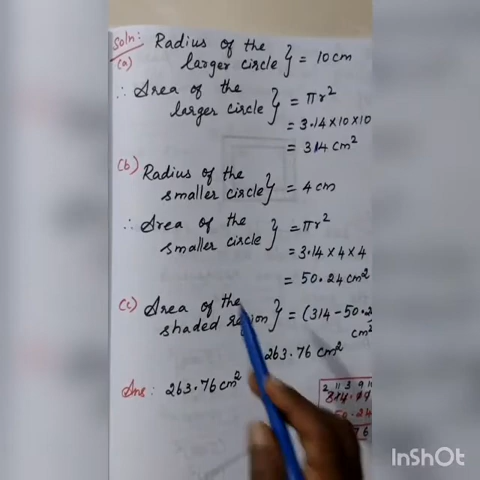 Soln:
(a) Radius of the
larger circle } = 10 cm
∴ Area of the
larger circle } = πr²
= 3.14 × 10 × 10
= 314 cm²
(b) Radius of the
smaller circle } = 4 cm
∴ Area of the
smaller circle } = πr²
= 3.14 × 4 × 4
= 50.24 cm²
(c) Area of the
shaded region } = (314 - 50.2
cm²
263.76 cm²
Ans: 263.76 cm²
50.24
InShOt